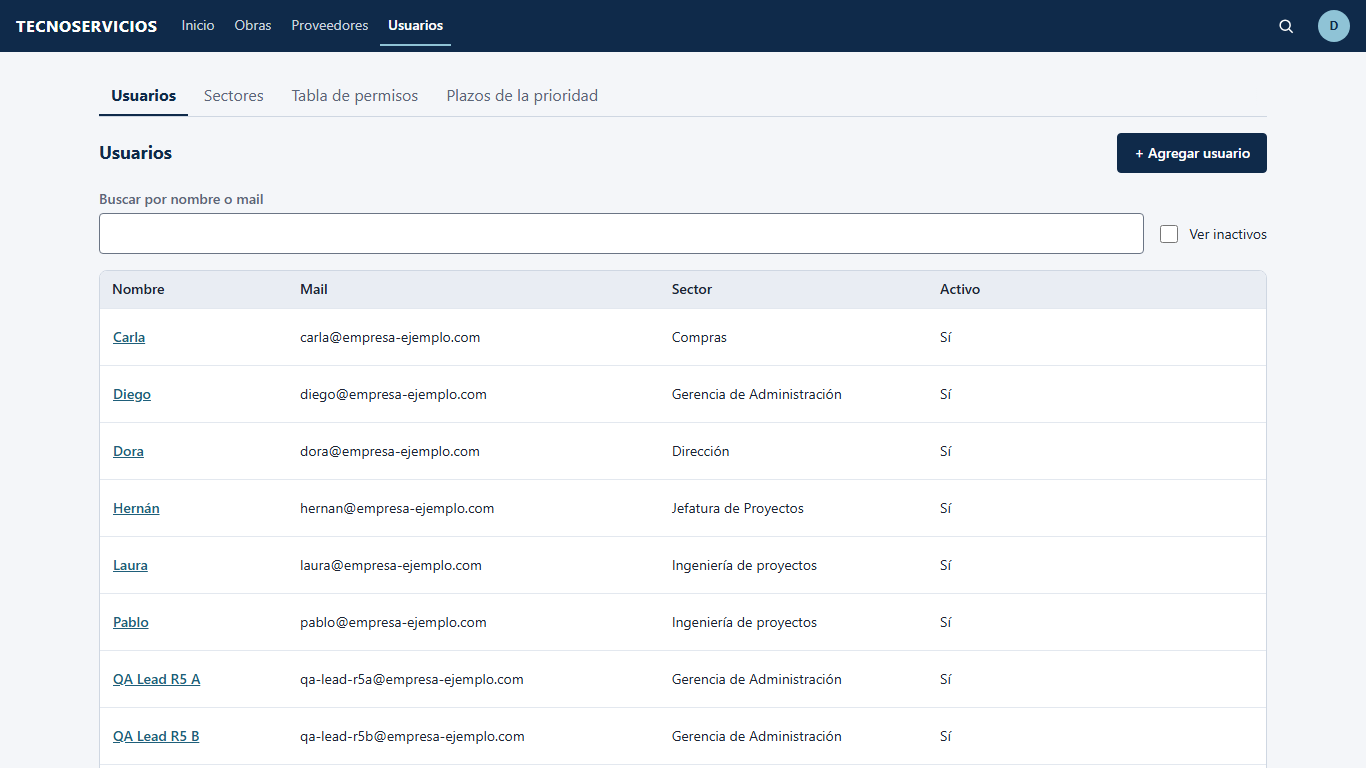 TECNOSERVICIOS Inicio Obras Proveedores Usuarios D
Usuarios Sectores Tabla de permisos Plazos de la prioridad
Usuarios + Agregar usuario
Buscar por nombre o mail
Ver inactivos
Nombre Mail Sector Activo
Carla carla@empresa-ejemplo.com Compras Sí
Diego diego@empresa-ejemplo.com Gerencia de Administración Sí
Dora dora@empresa-ejemplo.com Dirección Sí
Hernán hernan@empresa-ejemplo.com Jefatura de Proyectos Sí
Laura laura@empresa-ejemplo.com Ingeniería de proyectos Sí
Pablo pablo@empresa-ejemplo.com Ingeniería de proyectos Sí
QA Lead R5 A qa-lead-r5a@empresa-ejemplo.com Gerencia de Administración Sí
QA Lead R5 B qa-lead-r5b@empresa-ejemplo.com Gerencia de Administración Sí